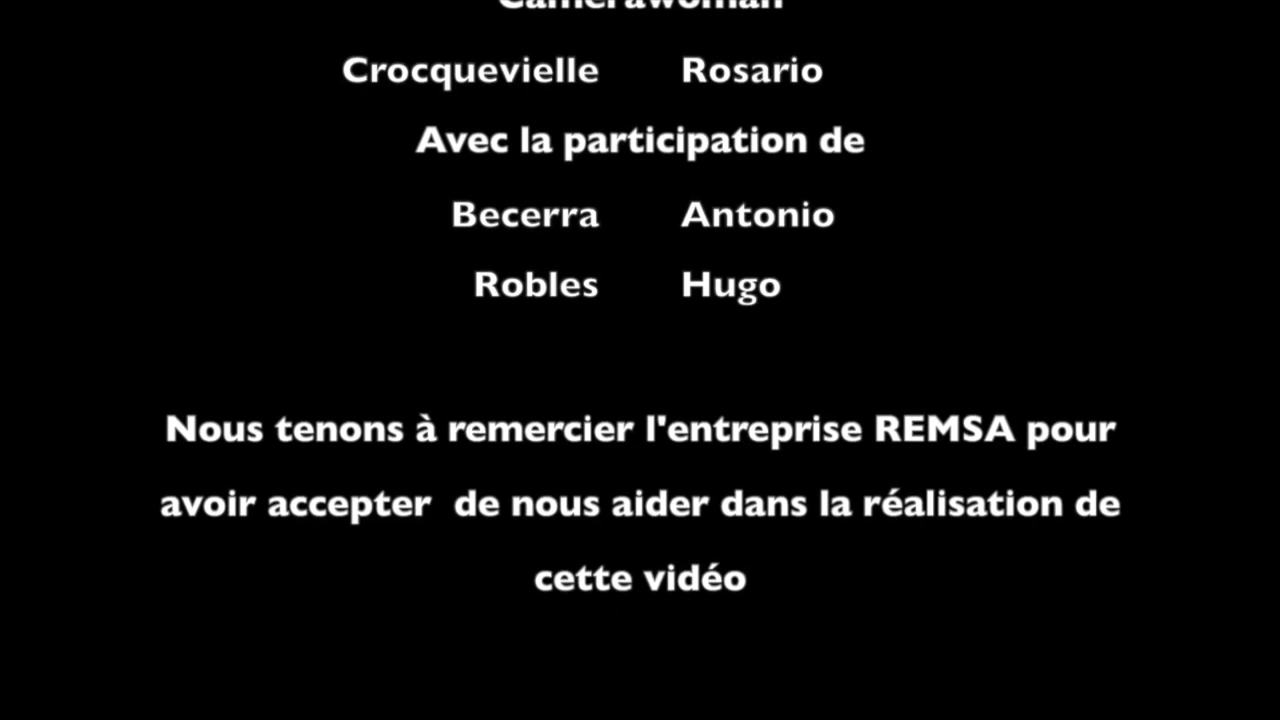 Camerawoman
Crocquevielle Rosario
Avec la participation de
Becerra Antonio
Robles Hugo
Nous tenons à remercier l'entreprise REMSA pour
avoir accepter de nous aider dans la réalisation de
cette vidéo